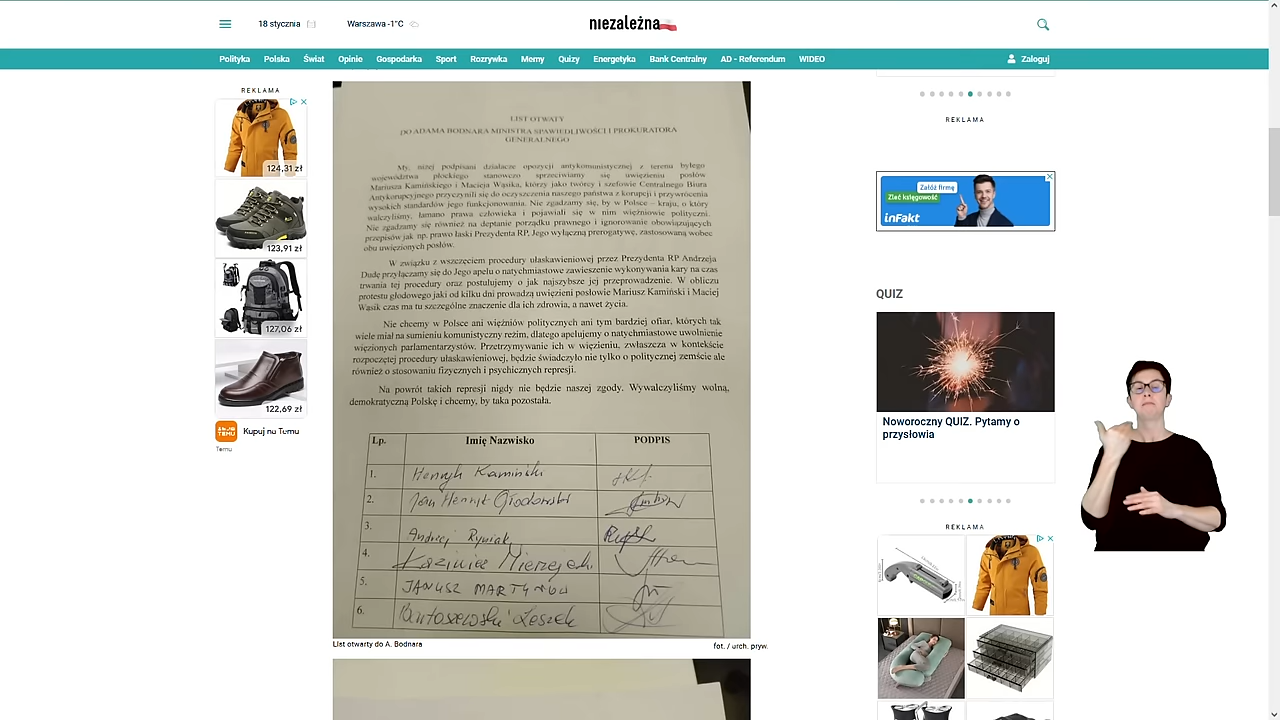 18 stycznia
Warszawa -1°C
niezależna
Polityka Polska Świat Opinie Gospodarka Sport Rozrywka Memy Quizy Energetyka Bank Centralny AD - Referendum WIDEO Zaloguj
REKLAMA
124,31 zł
123,91 zł
127,06 zł
122,69 zł
TEMU
Kupuj na Temu
Temu
LIST OTWATY
DO ADAMA BODNARA MINISTRA SPAWIEDLIWOŚCI I PROKURATORA
GENERALNEGO
My, niżej podpisani działacze opozycji antykomunistycznej z terenu byłego
województwa płockiego stanowczo sprzeciwiamy się uwięzieniu posłów
Mariusza Kamińskiego i Macieja Wąsika, którzy jako twórcy i szefowie Centralnego Biura
Antykorupcyjnego przyczynili się do oczyszczenia naszego państwa z korupcji i przywrócenia
wysokich standardów jego funkcjonowania. Nie zgadzamy się, by w Polsce – kraju, o który
walczyliśmy, łamano prawa człowieka i pojawiali się w nim więźniowie polityczni.
Nie zgadzamy się również na deptanie porządku prawnego i ignorowanie obowiązujących
przepisów jak np. prawo łaski Prezydenta RP, Jego wyłączną prerogatywę, zastosowaną wobec
obu uwięzionych posłów.
W związku z wszczęciem procedury ułaskawieniowej przez Prezydenta RP Andrzeja
Dudę przyłączamy się do Jego apelu o natychmiastowe zawieszenie wykonywania kary na czas
trwania tej procedury oraz postulujemy o jak najszybsze jej przeprowadzenie. W obliczu
protestu głodowego jaki od kilku dni prowadzą uwięzieni posłowie Mariusz Kamiński i Maciej
Wąsik czas ma tu szczególne znaczenie dla ich zdrowia, a nawet życia.
Nie chcemy w Polsce ani więźniów politycznych ani tym bardziej ofiar, których tak
wiele miał na sumieniu komunistyczny reżim, dlatego apelujemy o natychmiastowe uwolnienie
więzionych parlamentarzystów. Przetrzymywanie ich w więzieniu, zwłaszcza w kontekście
rozpoczętej procedury ułaskawieniowej, będzie świadczyło nie tylko o politycznej zemście ale
również o stosowaniu fizycznych i psychicznych represji.
Na powrót takich represji nigdy nie będzie naszej zgody. Wywalczyliśmy wolną,
demokratyczną Polskę i chcemy, by taka pozostała.
Lp. Imię Nazwisko PODPIS
1. Henryk Kamiński
2. Jan Henryk
3. Andrzej
4. Kazimierz
5. JANUSZ MARTYNÓW
6. Bartoszewski Leszek
List otwarty do A. Bodnara
fot. / urch. pryw.
REKLAMA
Załóż firmę
Zleć księgowość
inFakt
QUIZ
Noworoczny QUIZ. Pytamy o
przysłowia
REKLAMA